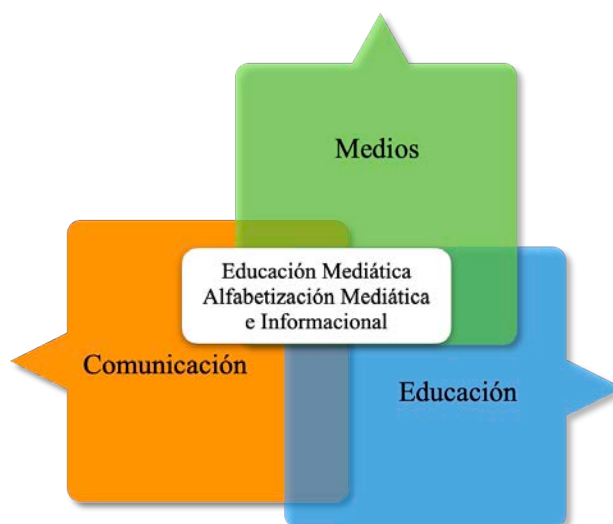 Medios
Educación Mediática
Alfabetización Mediática
e Informacional
Comunicación
Educación